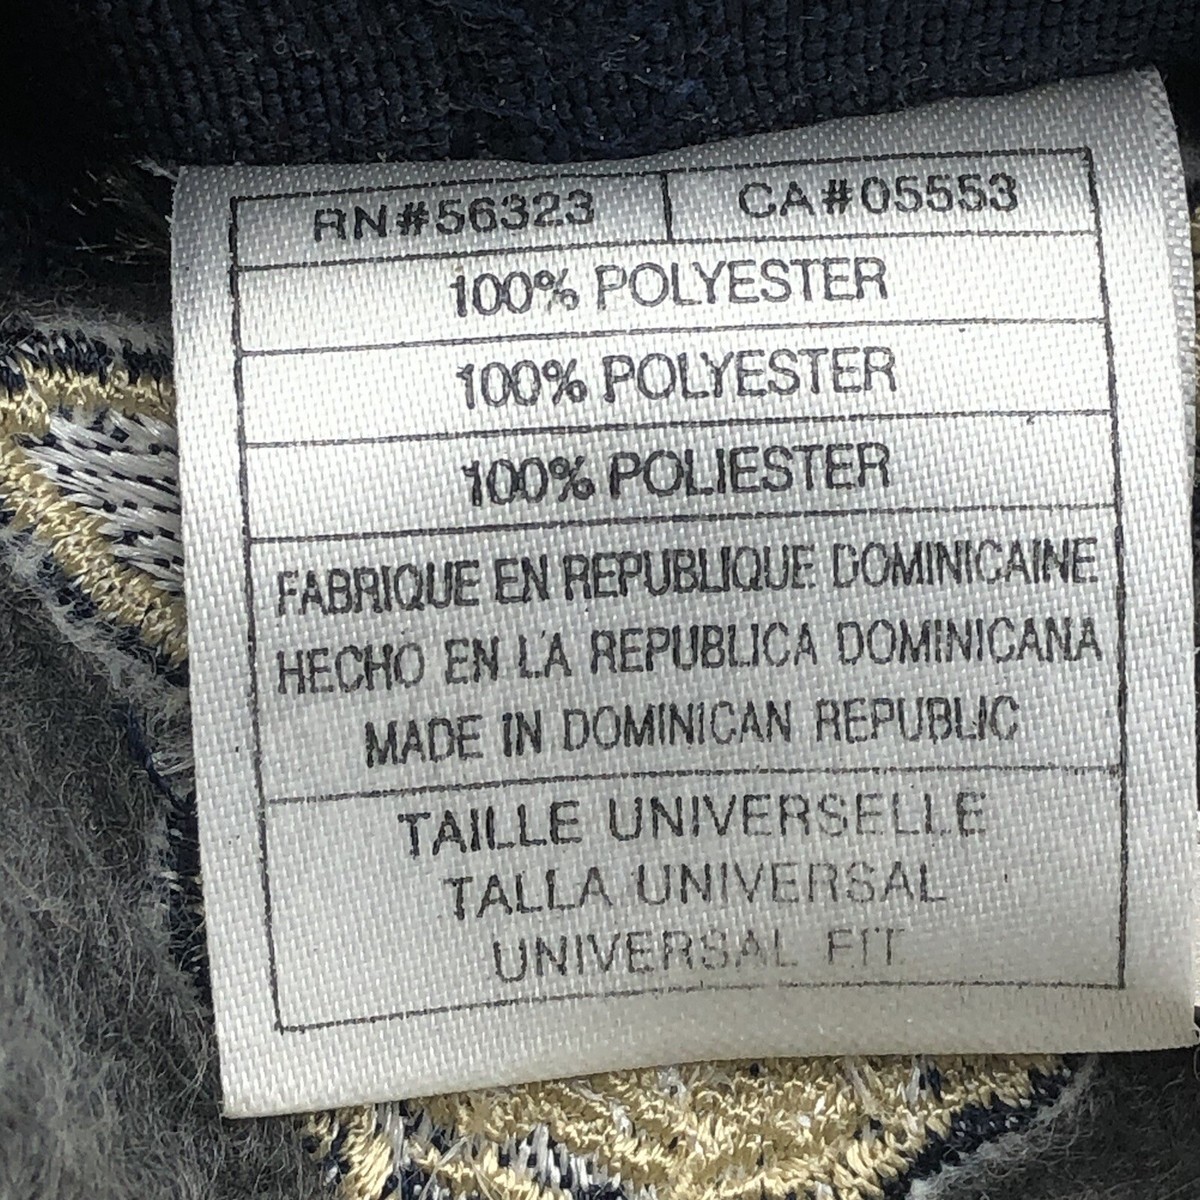 RN#56323 CA#05553
100% POLYESTER
100% POLYESTER
100% POLIESTER
FABRIQUE EN REPUBLIQUE DOMINICAINE
HECHO EN LA REPUBLICA DOMINICANA
MADE IN DOMINICAN REPUBLIC
TAILLE UNIVERSELLE
TALLA UNIVERSAL
UNIVERSAL FIT